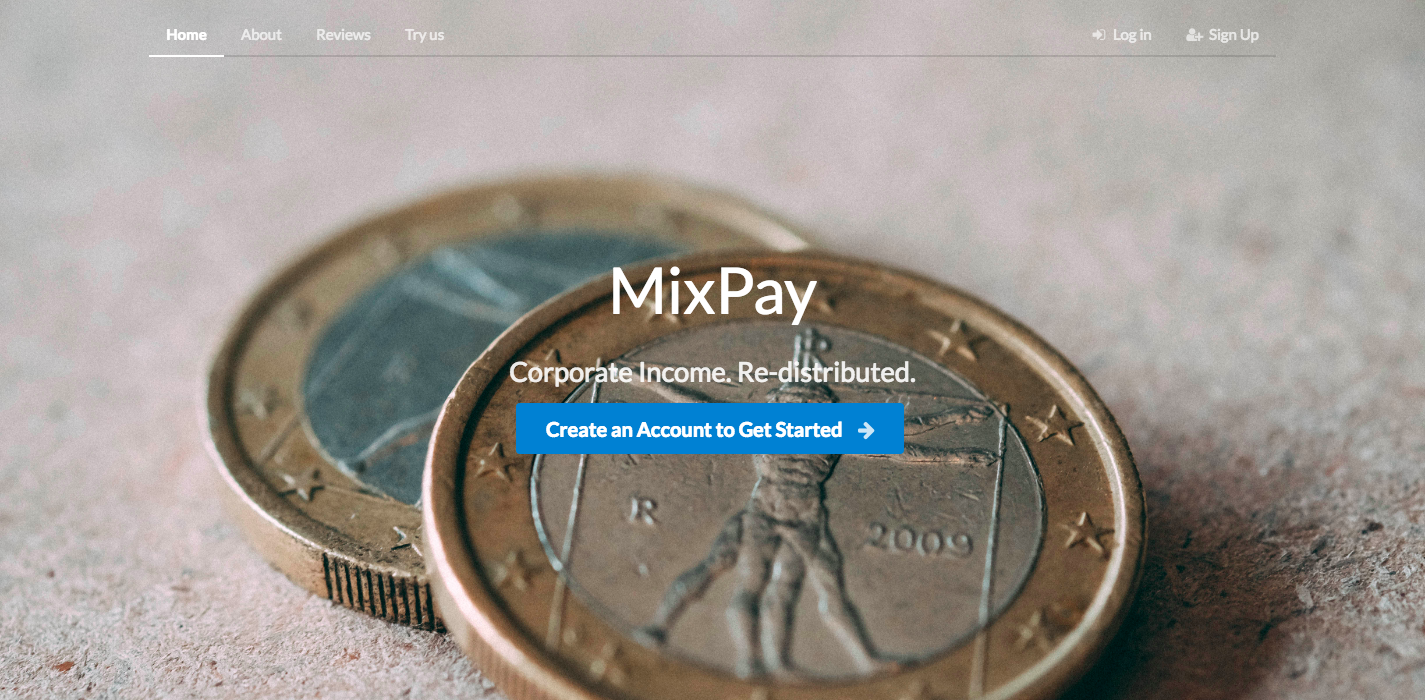 Home About Reviews Try us Log in Sign Up
MixPay
Corporate Income. Re-distributed.
Create an Account to Get Started
R
R 2009